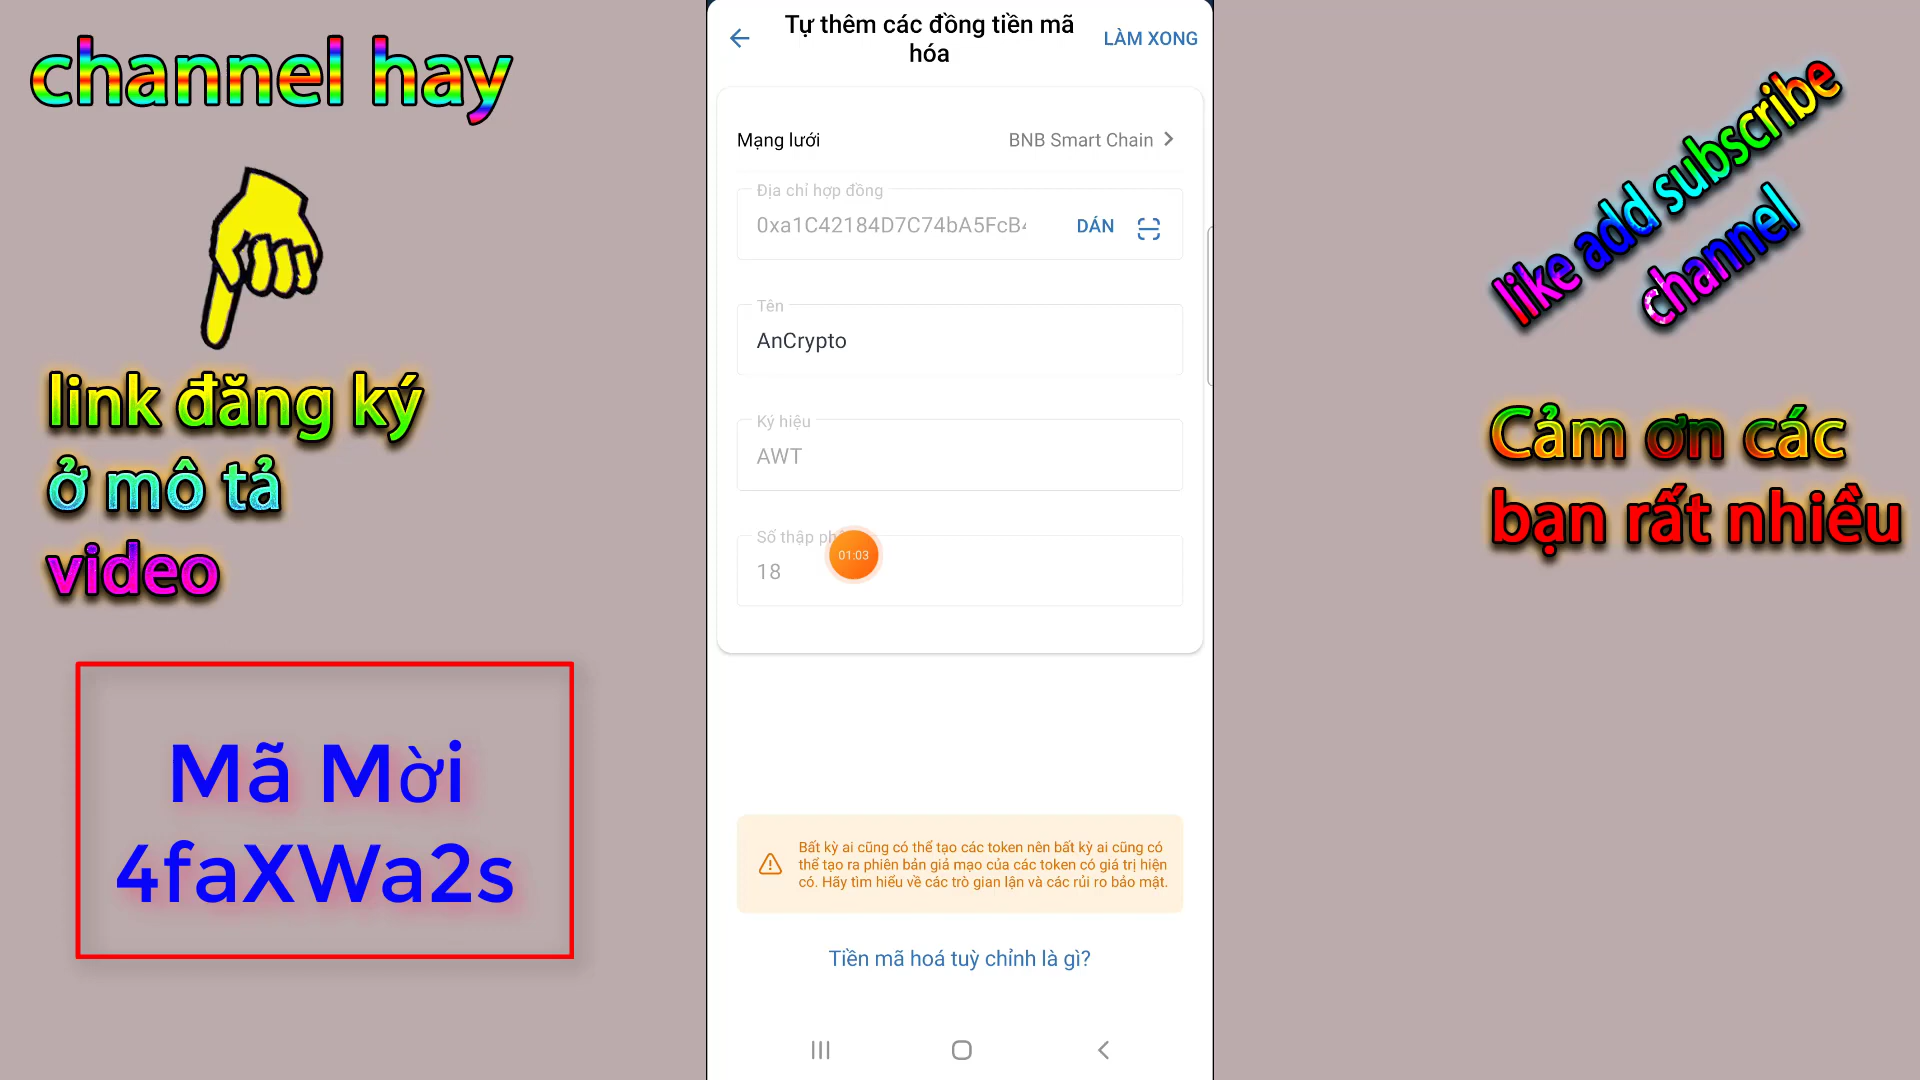 channel hay
link đăng ký
ở mô tả
video
Mã Mời
4faXWa2s
Tự thêm các đồng tiền mã
hóa
LÀM XONG
Mạng lưới
BNB Smart Chain
Địa chỉ hợp đồng
0xa1C42184D7C74bA5FcB
DÁN
Tên
AnCrypto
Ký hiệu
AWT
Số thập
01:03
18
Bất kỳ ai cũng có thể tạo các token nên bất kỳ ai cũng có
thể tạo ra phiên bản giả mạo của các token có giá trị hiện
có. Hãy tìm hiểu về các trò gian lận và các rủi ro bảo mật.
Tiền mã hoá tuỳ chỉnh là gì?
like add subscribe
channel
Cảm ơn các
bạn rất nhiều